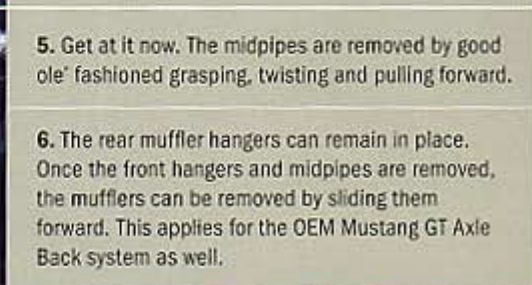 5. Get at it now. The midpipes are removed by good
ole' fashioned grasping, twisting and pulling forward.
6. The rear muffler hangers can remain in place.
Once the front hangers and midpipes are removed,
the mufflers can be removed by sliding them
forward. This applies for the OEM Mustang GT Axle
Back system as well.